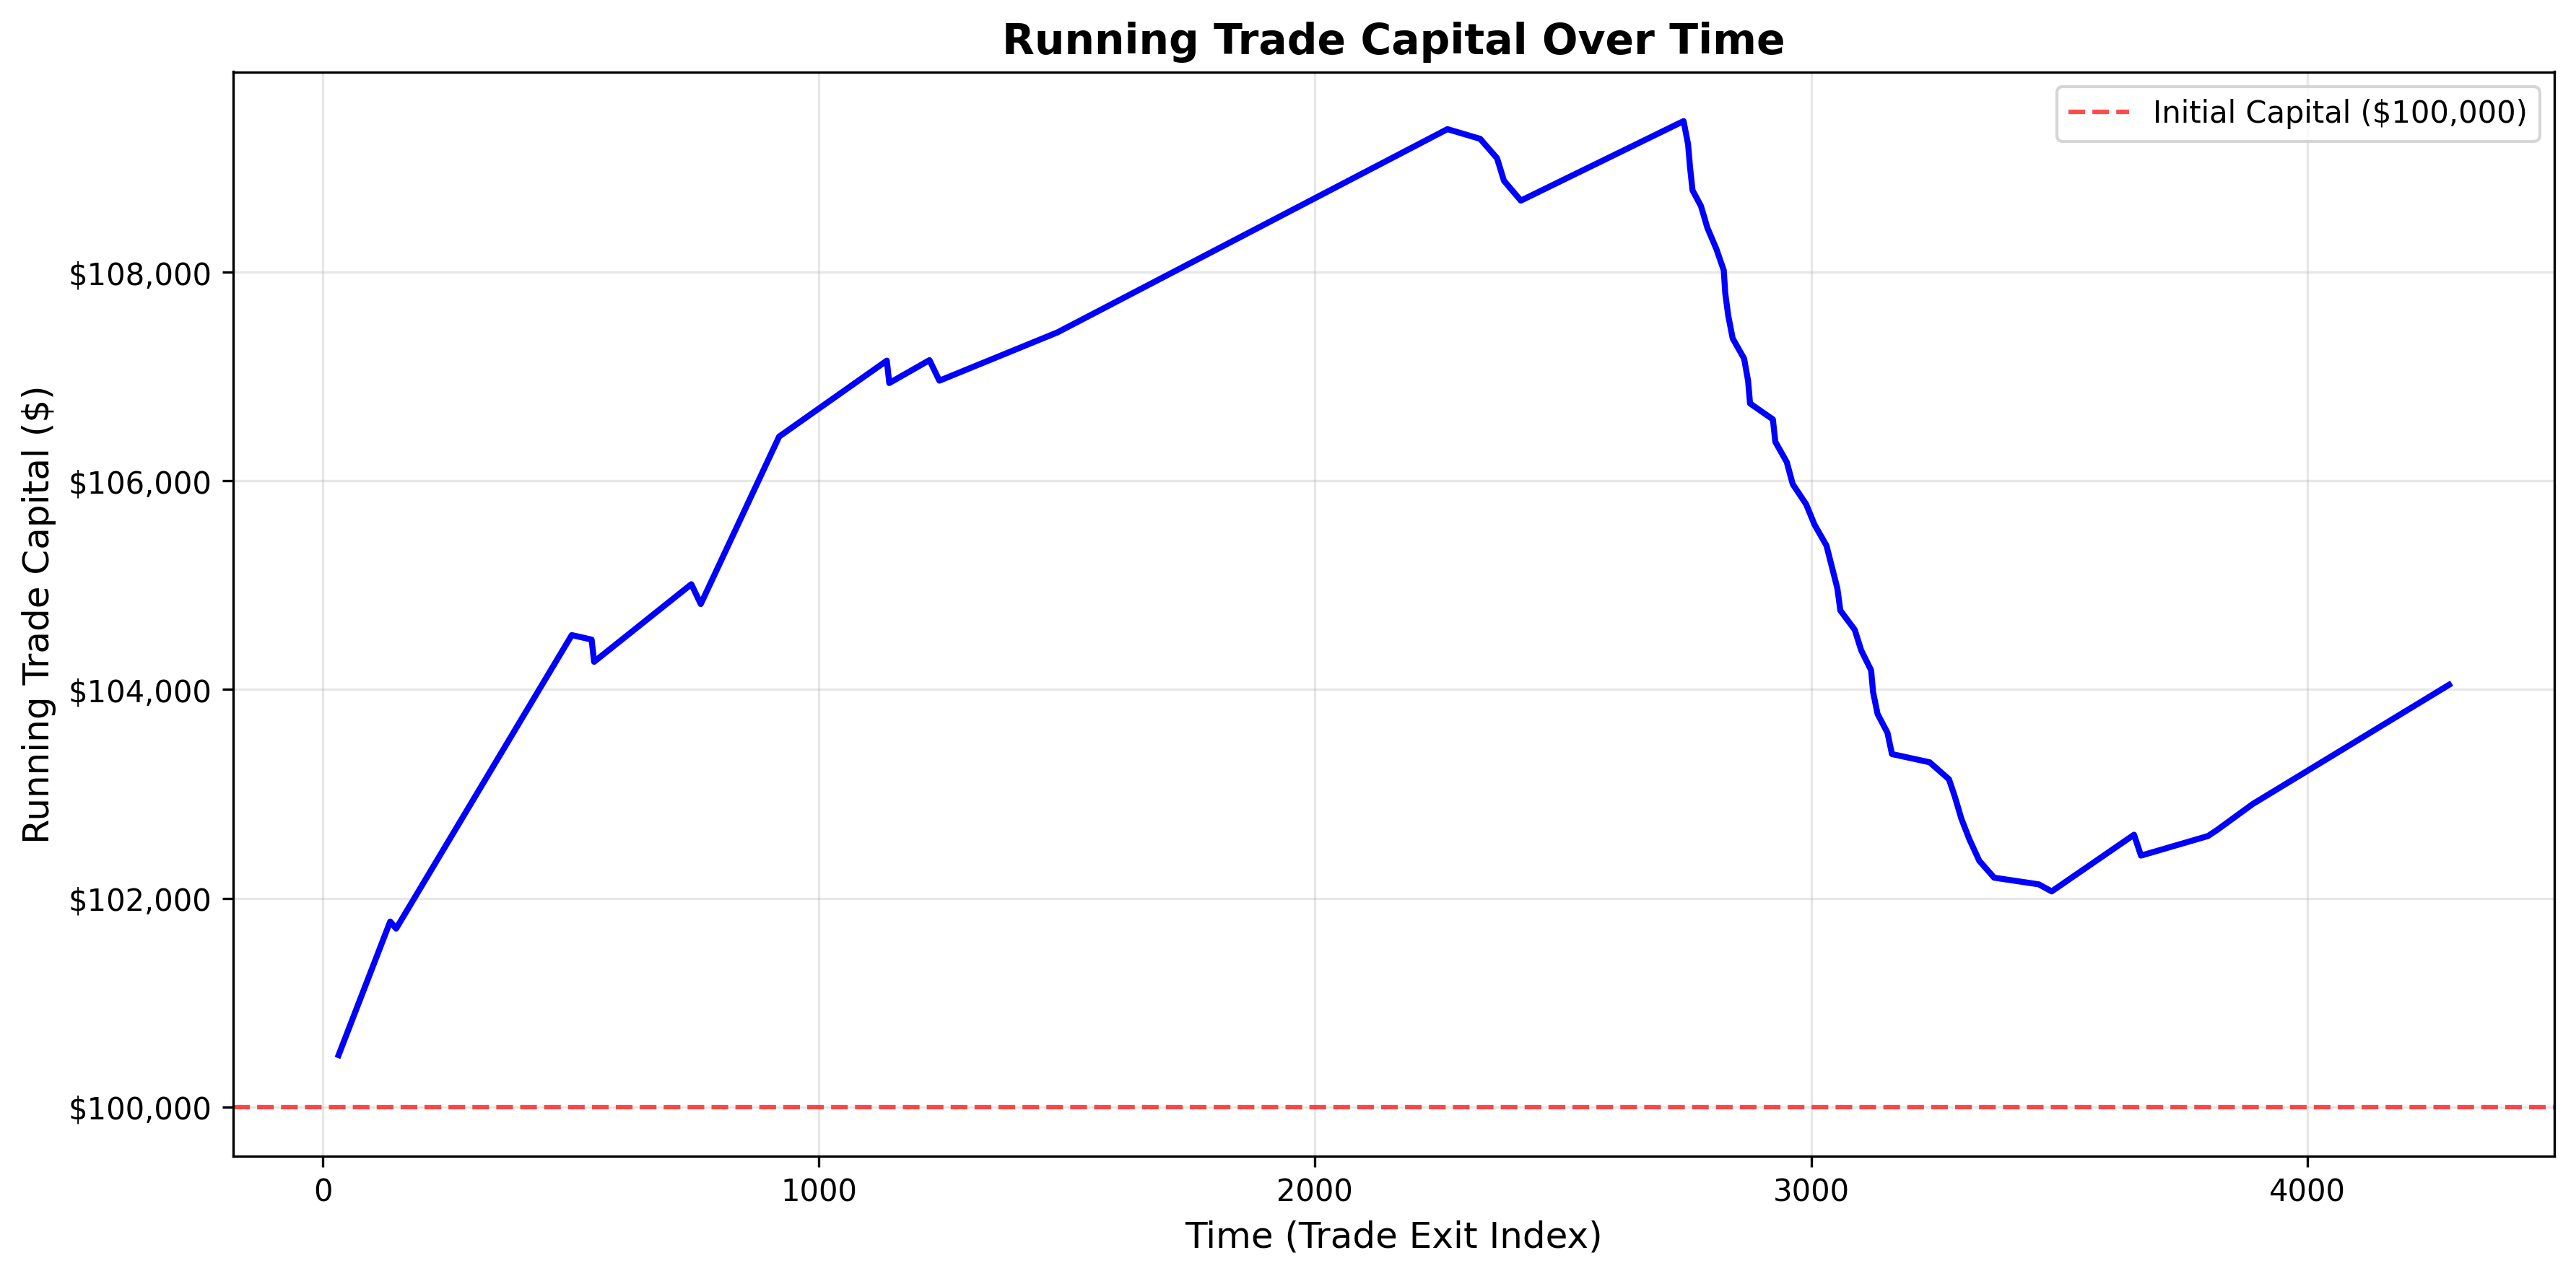 Running Trade Capital Over Time
Initial Capital ($100,000)
Running Trade Capital ($)
$108,000
$106,000
$104,000
$102,000
$100,000
0 1000 2000 3000 4000
Time (Trade Exit Index)